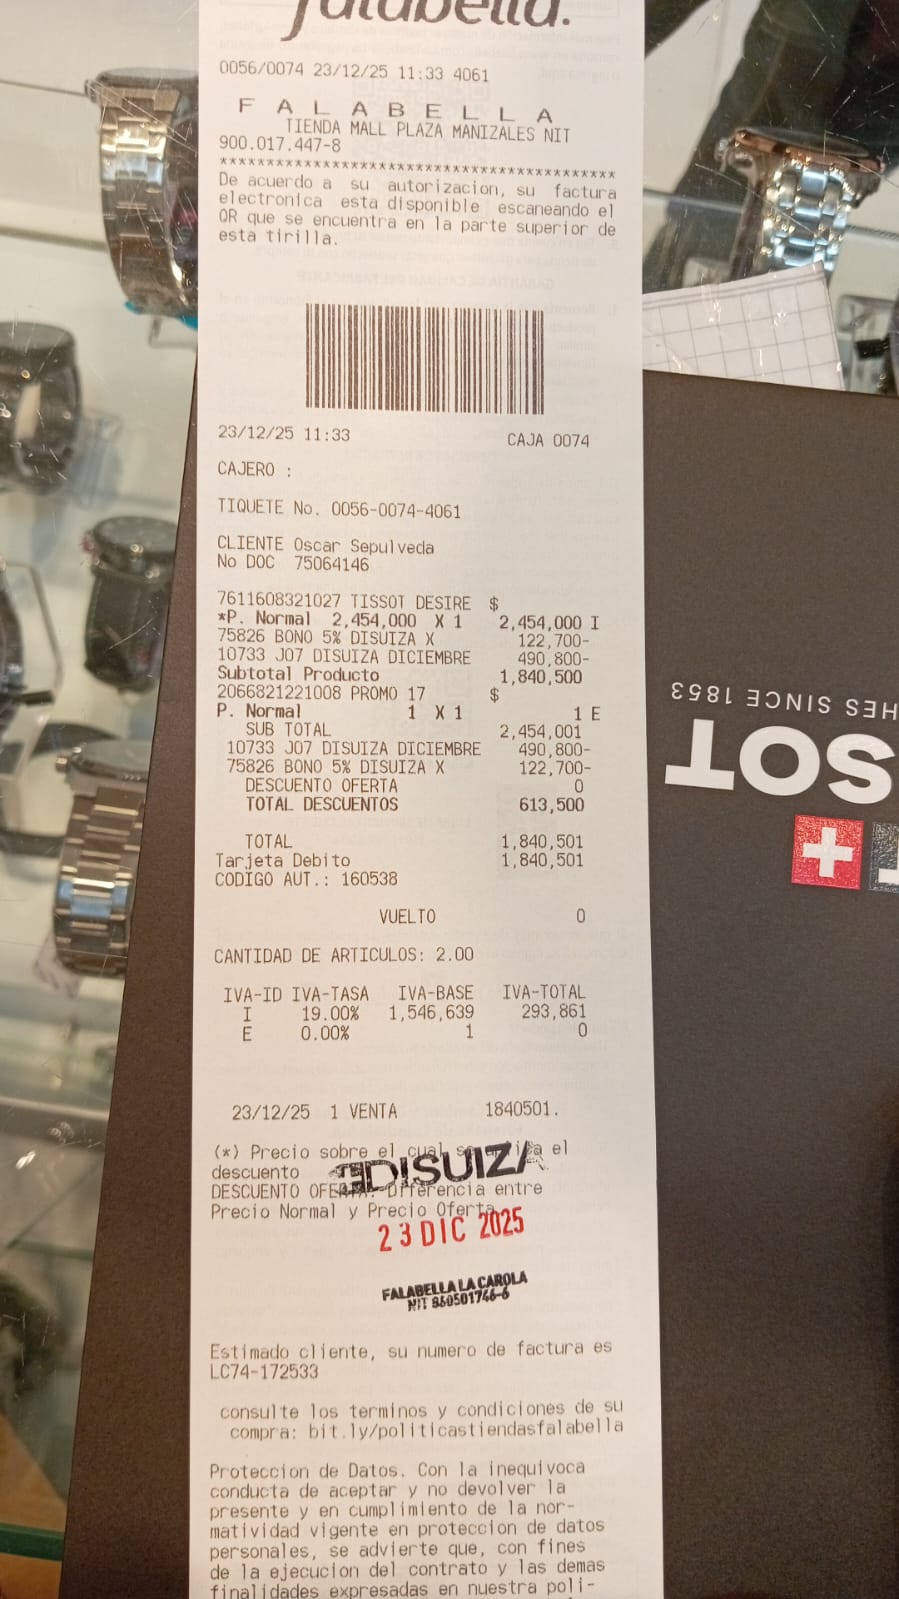 falabella.
0056/0074 23/12/25 11:33 4061
F A L A B E L L A
TIENDA MALL PLAZA MANIZALES NIT
900.017.447-8
******************************************
De acuerdo a su autorizacion, su factura
electronica esta disponible escaneando el
QR que se encuentra en la parte superior de
esta tirilla.
23/12/25 11:33 CAJA 0074
CAJERO :
TIQUETE No. 0056-0074-4061
CLIENTE Oscar Sepulveda
No DOC 75064146
7611608321027 TISSOT DESIRE $
*P. Normal 2,454,000 X 1 2,454,000 I
75826 BONO 5% DISUIZA X 122,700-
10733 J07 DISUIZA DICIEMBRE 490,800-
Subtotal Producto 1,840,500
2066821221008 PROMO 17 $
P. Normal 1 X 1 1 E
SUB TOTAL 2,454,001
10733 J07 DISUIZA DICIEMBRE 490,800-
75826 BONO 5% DISUIZA X 122,700-
DESCUENTO OFERTA 0
TOTAL DESCUENTOS 613,500
TOTAL 1,840,501
Tarjeta Debito 1,840,501
CODIGO AUT.: 160538
VUELTO 0
CANTIDAD DE ARTICULOS: 2.00
IVA-ID IVA-TASA IVA-BASE IVA-TOTAL
I 19.00% 1,546,639 293,861
E 0.00% 1 0
23/12/25 1 VENTA 1840501.
(*) Precio sobre el cual el
descuento
DISUIZA
DESCUENTO OFERTA: Diferencia entre
Precio Normal y Precio Oferta
23 DIC 2025
FALABELLA LA CAROLA
NIT 860501746-6
Estimado cliente, su numero de factura es
LC74-172533
consulte los terminos y condiciones de su
compra: bit.ly/politicastiendasfalabella
Proteccion de Datos. Con la inequivoca
conducta de aceptar y no devolver la
presente y en cumplimiento de la nor-
matividad vigente en proteccion de datos
personales, se advierte que, con fines
de la ejecucion del contrato y las demas
finalidades expresadas en nuestra poli-
HES SINCE 1853
SOT